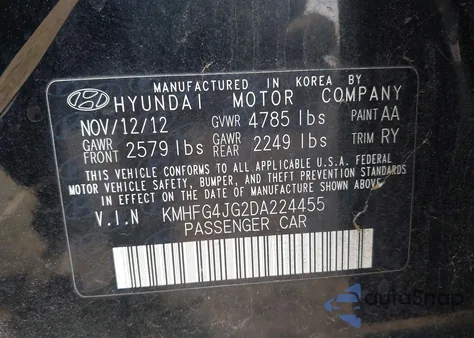 MANUFACTURED IN KOREA BY
HYUNDAI MOTOR COMPANY
NOV/12/12 GVWR 4785 lbs PAINT AA
GAWR FRONT 2579 lbs GAWR REAR 2249 lbs TRIM RY
THIS VEHICLE CONFORMS TO ALL APPLICABLE U.S.A. FEDERAL
MOTOR VEHICLE SAFETY, BUMPER, AND THEFT PREVENTION STANDARDS
IN EFFECT ON THE DATE OF MANUFACTURE SHOWN ABOVE.
V.I.N KMHFG4JG2DA224455
PASSENGER CAR
AutoSnap